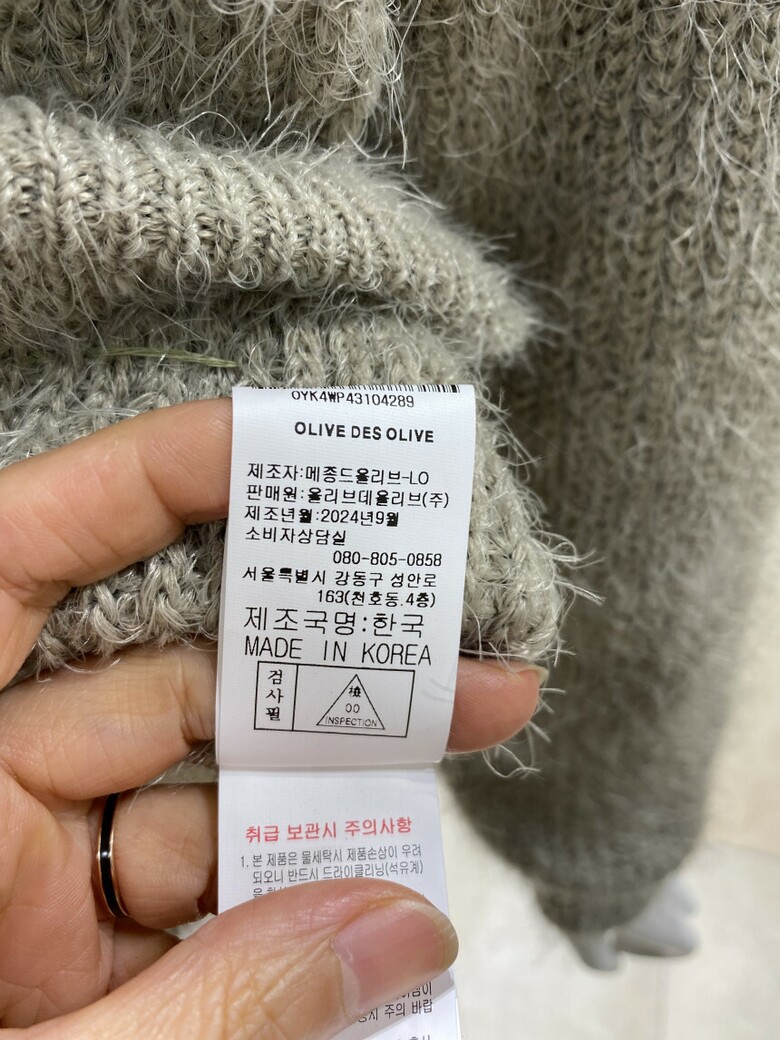 OYK4WP43104289
OLIVE DES OLIVE
제조자:메종드올리브-LO
판매원:올리브데올리브(주)
제조년월:2024년9월
소비자상담실
080-805-0858
서울특별시 강동구 성안로
163(천호동.4층)
제조국명:한국
MADE IN KOREA
검사필
檢
00
INSPECTION
취급 보관시 주의사항
1. 본 제품은 물세탁시 제품손상이 우려
되오니 반드시 드라이클리닝(석유계)
을
주의 바랍